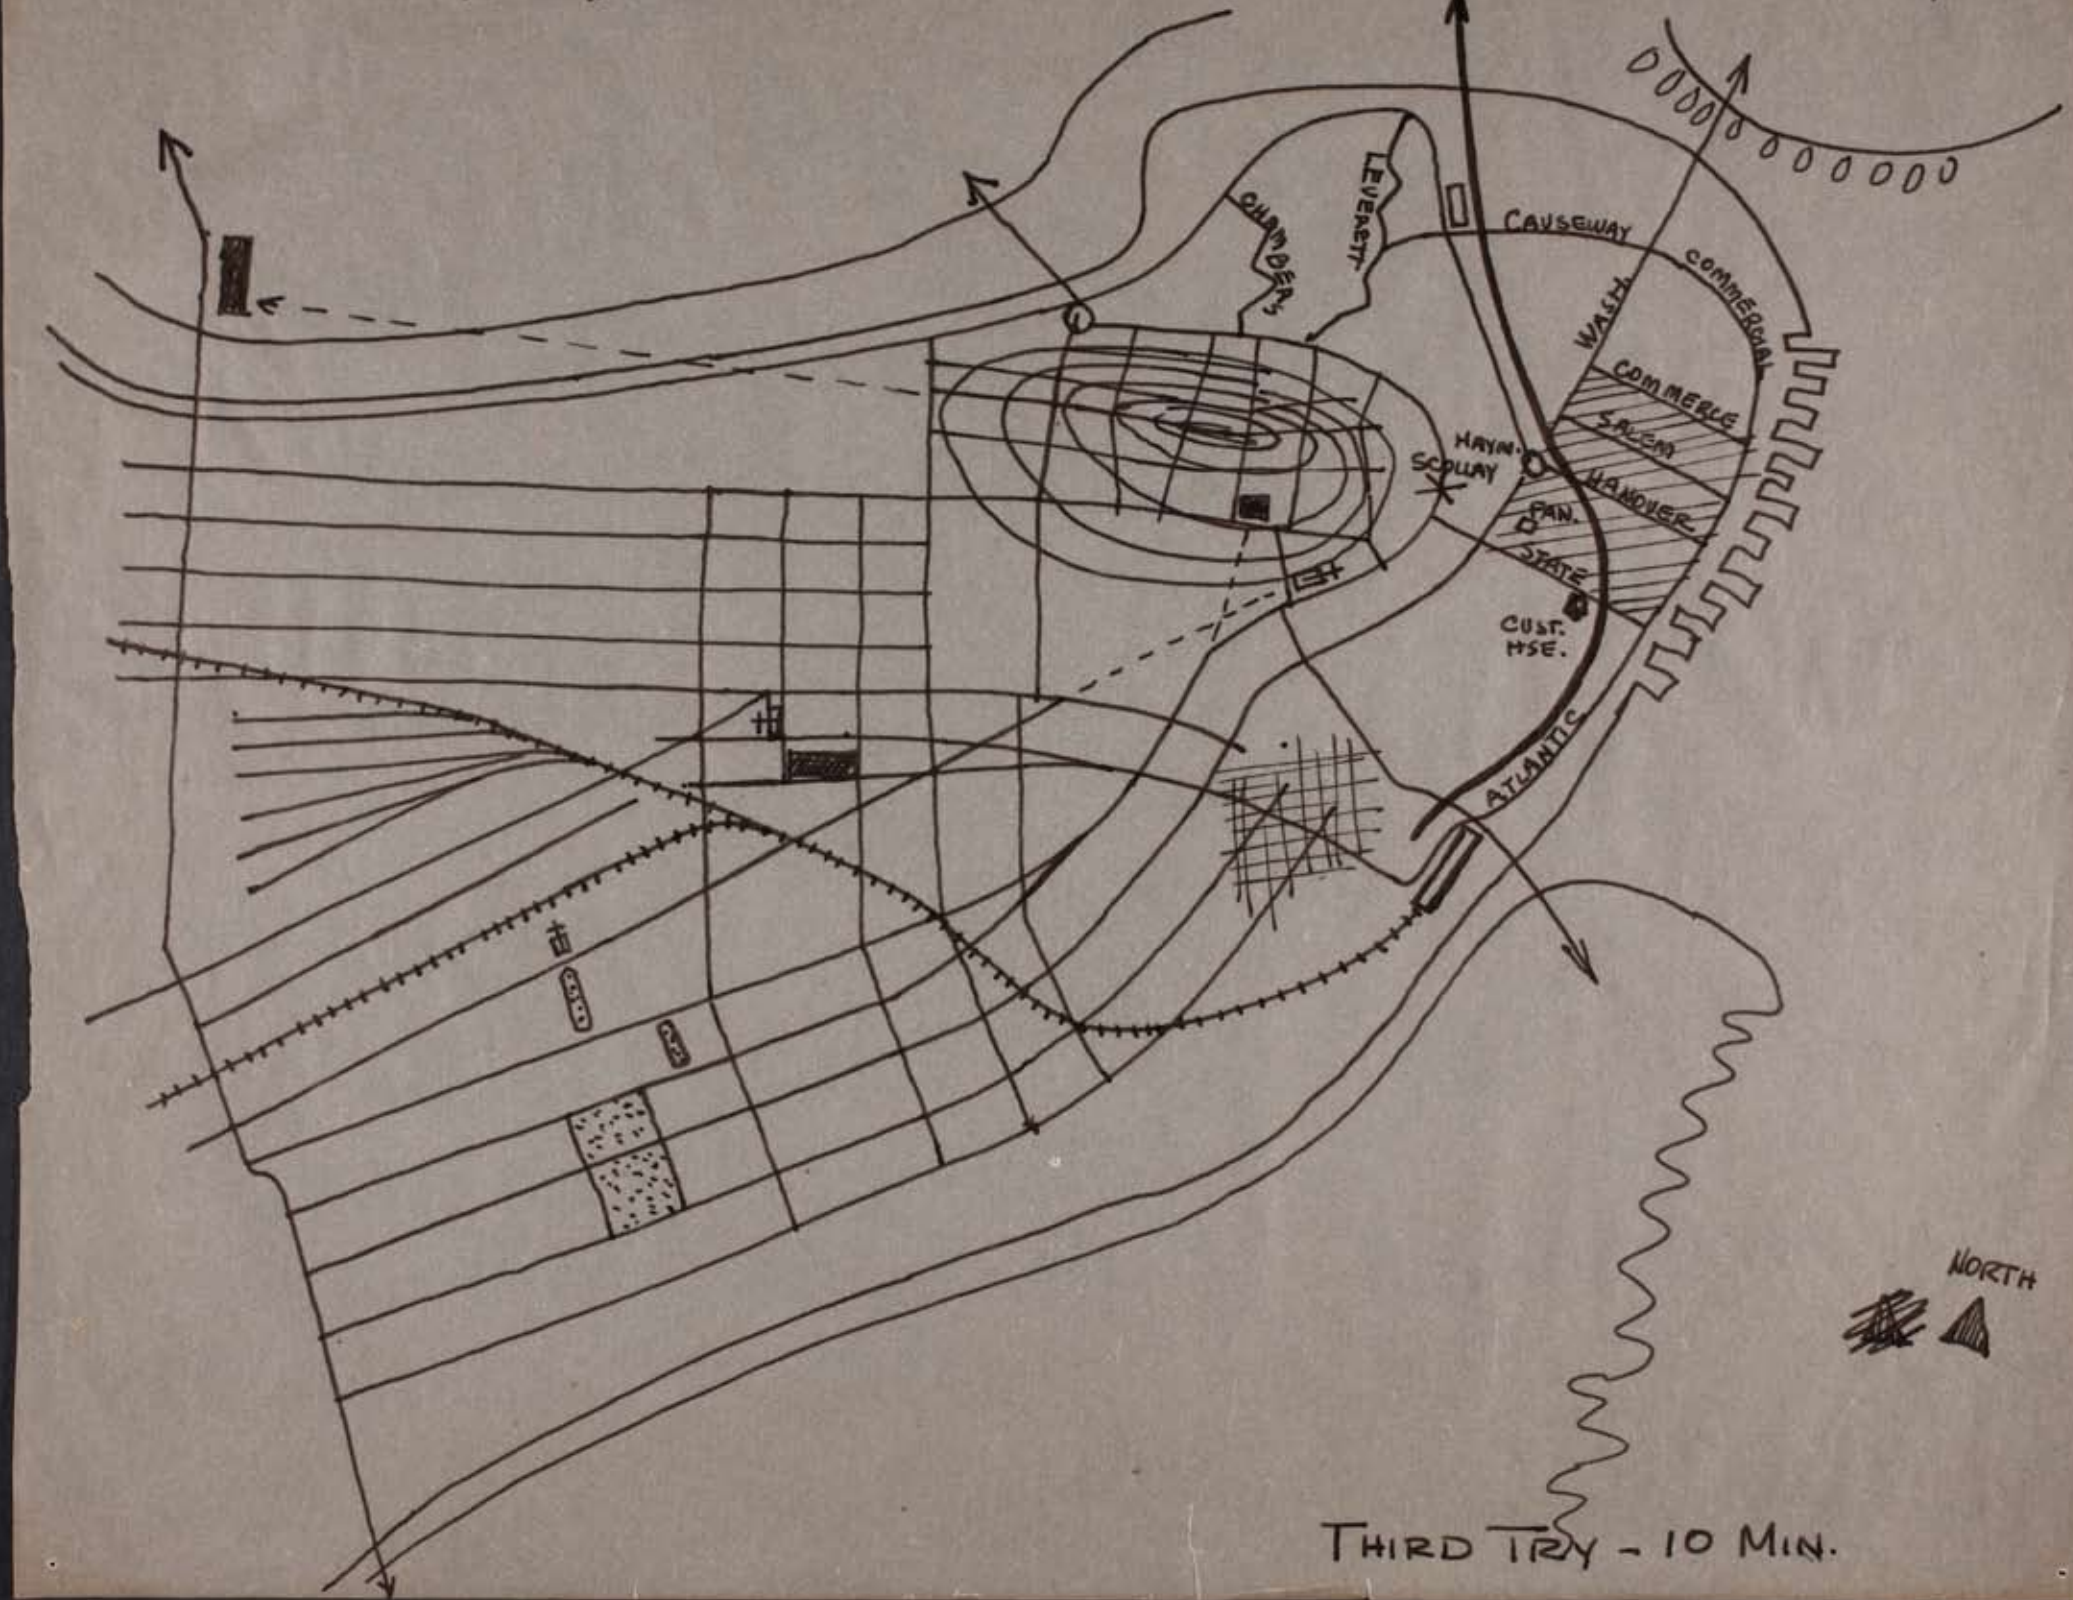 CHAMBERS
LEVERETT
CAUSEWAY
COMMERCIAL
WASH.
COMMERCE
SALEM
HANOVER
HAYM.
SCOLLAY
FAN.
STATE
CUST.
HSE.
ATLANTIC
NORTH
THIRD TRY - 10 MIN.